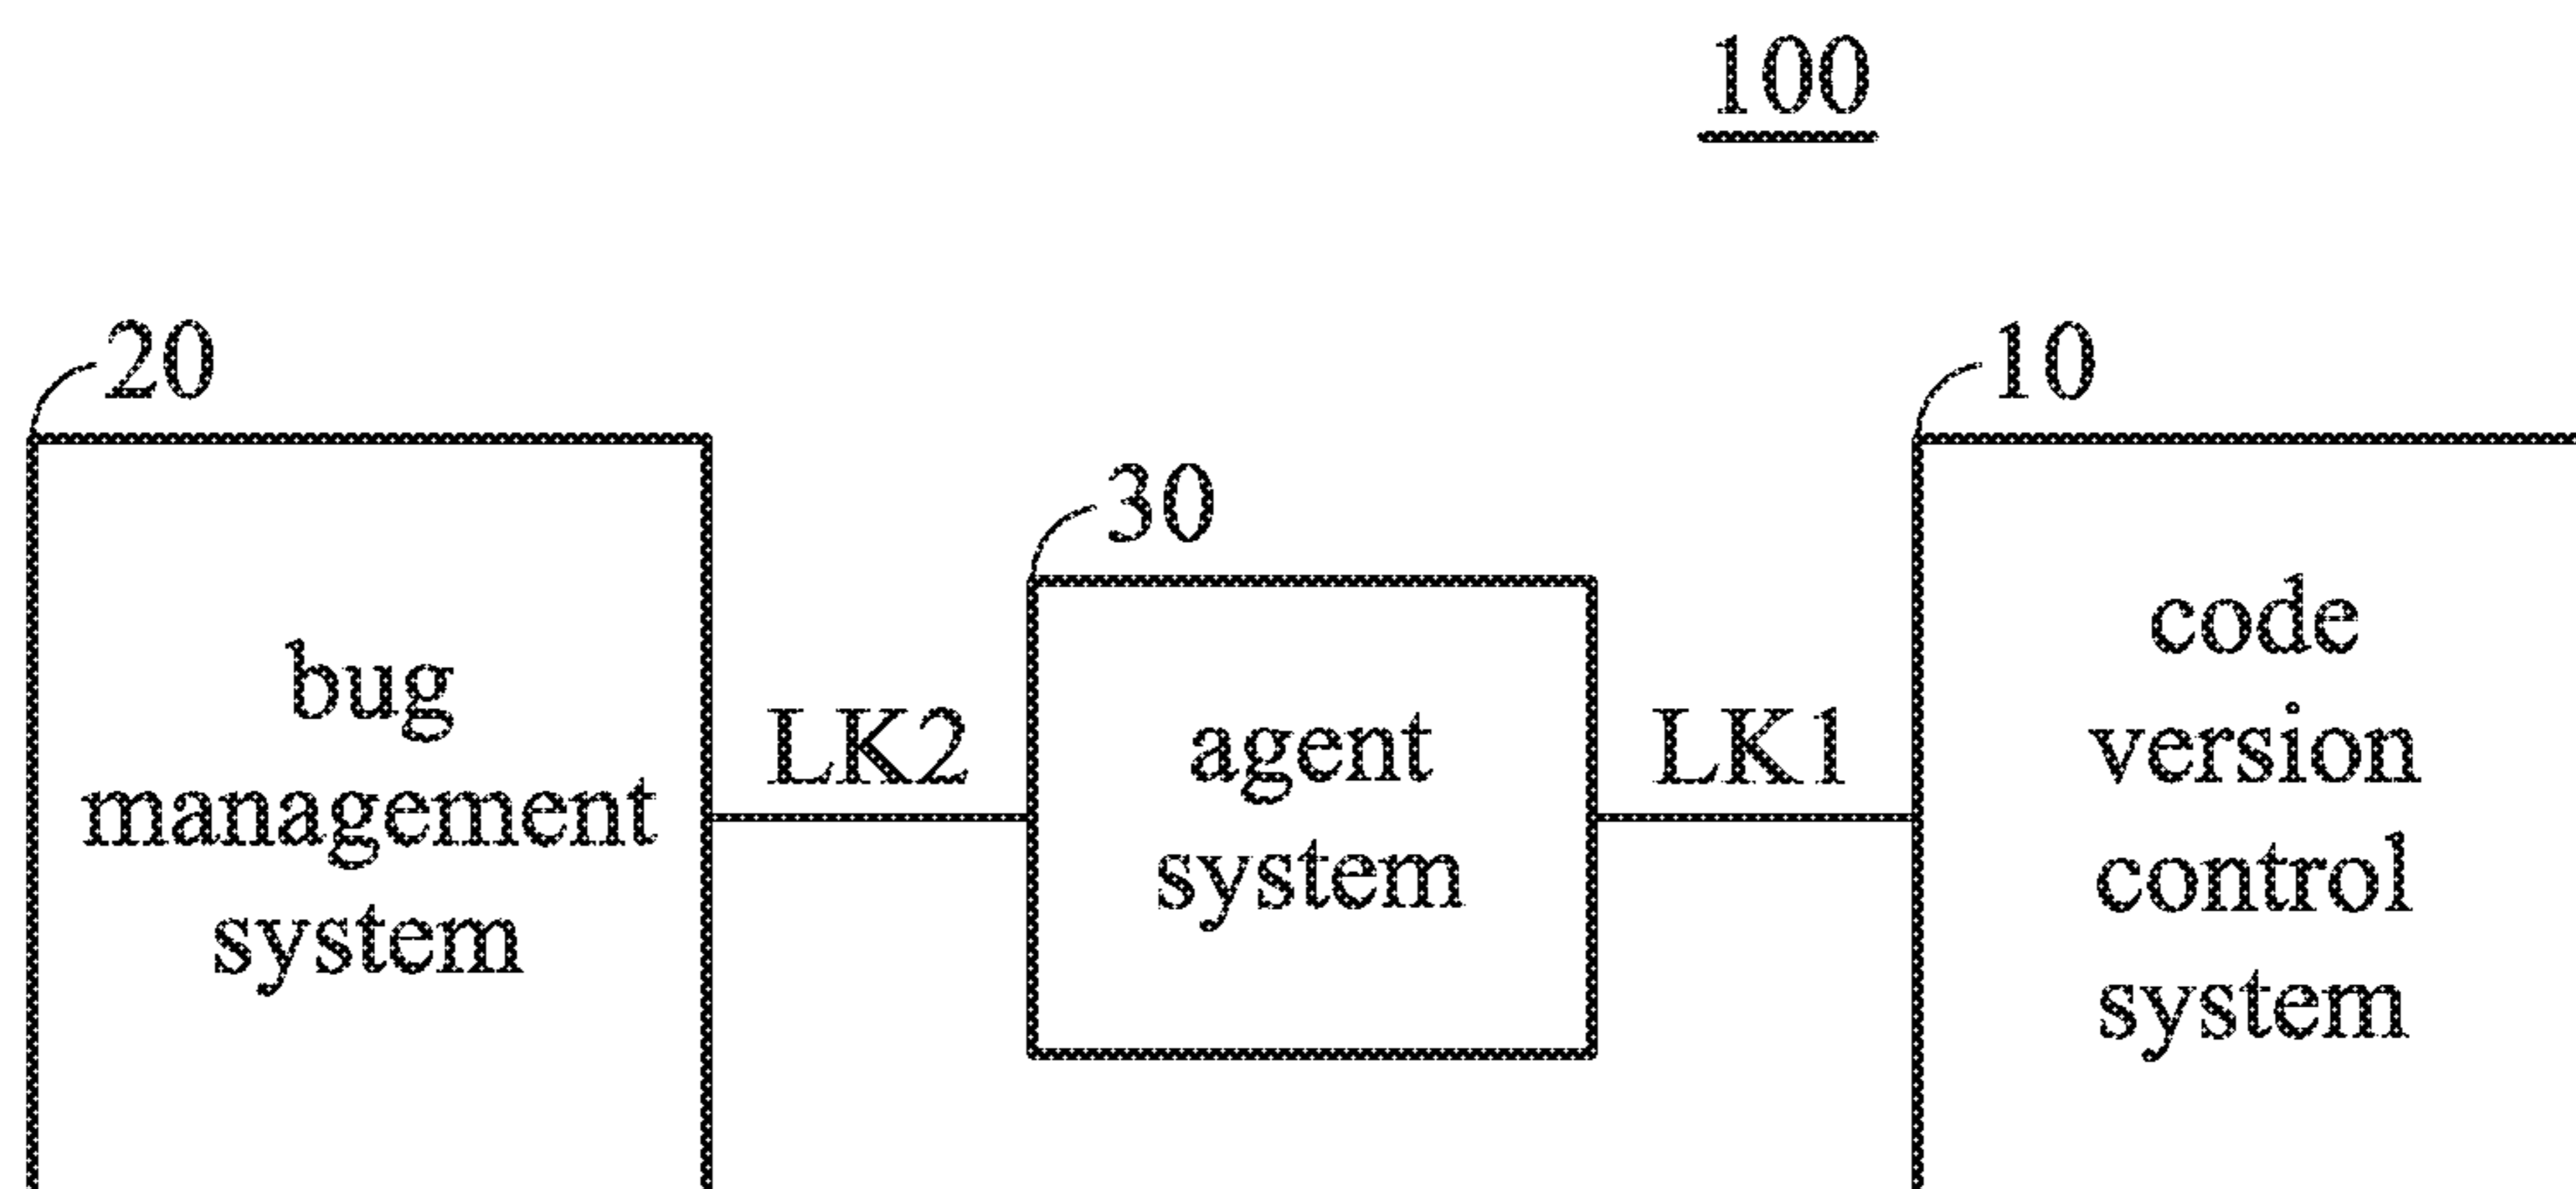 100
20
10
30
bug
management
system
LK2
agent
system
LK1
code
version
control
system